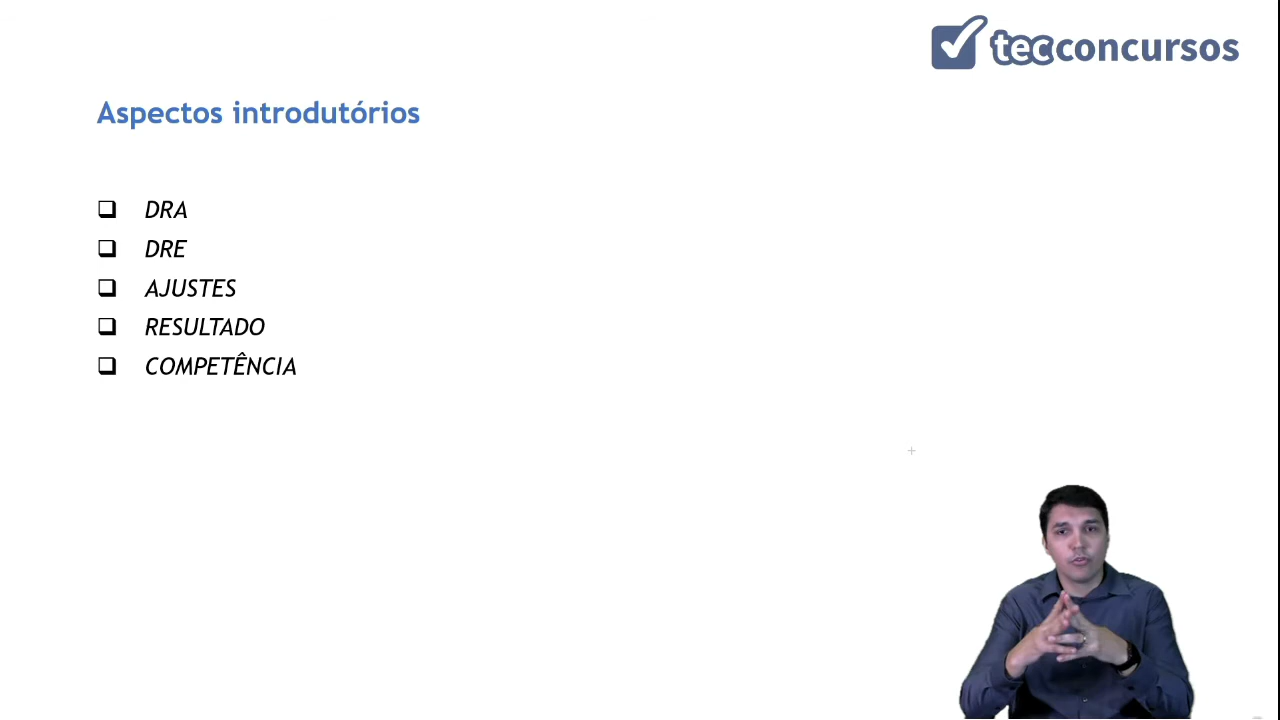 tecconcursos
Aspectos introdutórios
DRA
DRE
AJUSTES
RESULTADO
COMPETÊNCIA